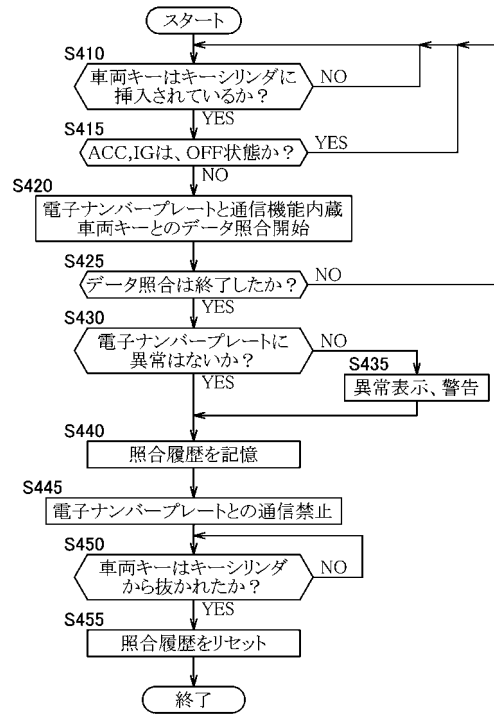 スタート
S410
車両キーはキーシリンダに
挿入されているか？
NO
YES
S415
ACC,IGは、OFF状態か？
YES
NO
S420
電子ナンバープレートと通信機能内蔵
車両キーとのデータ照合開始
S425
データ照合は終了したか？
NO
YES
S430
電子ナンバープレートに
異常はないか？
NO
YES
S435
異常表示、警告
S440
照合履歴を記憶
S445
電子ナンバープレートとの通信禁止
S450
車両キーはキーシリンダ
から抜かれたか？
NO
YES
S455
照合履歴をリセット
終了